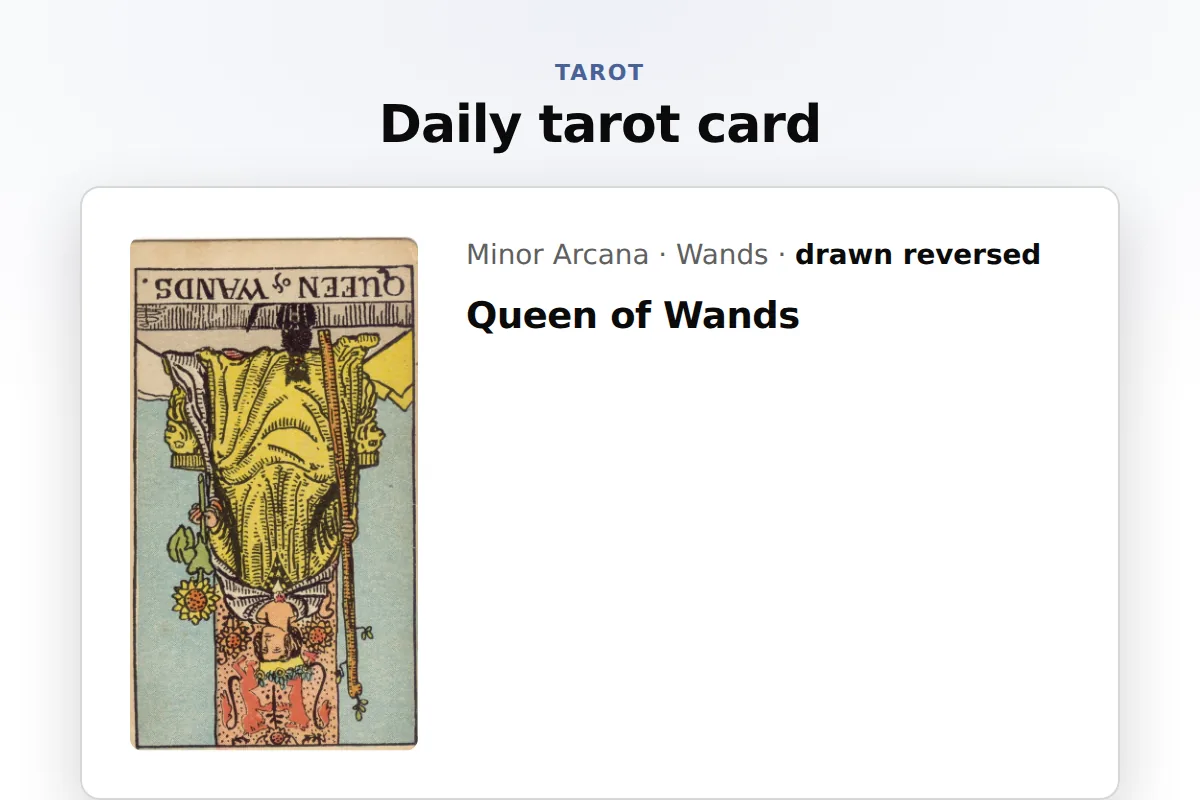 TAROT
Daily tarot card
Minor Arcana · Wands · drawn reversed
Queen of Wands
QUEEN of WANDS.